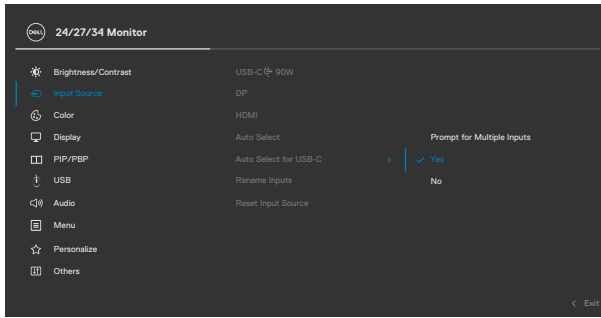 DELL 24/27/34 Monitor
Brightness/Contrast
USB-C 90W
Input Source
DP
Color
HDMI
Display
Auto Select
Prompt for Multiple Inputs
PIP/PBP
Auto Select for USB-C
Yes
USB
Rename Inputs
No
Audio
Reset Input Source
Menu
Personalize
Others
Exit